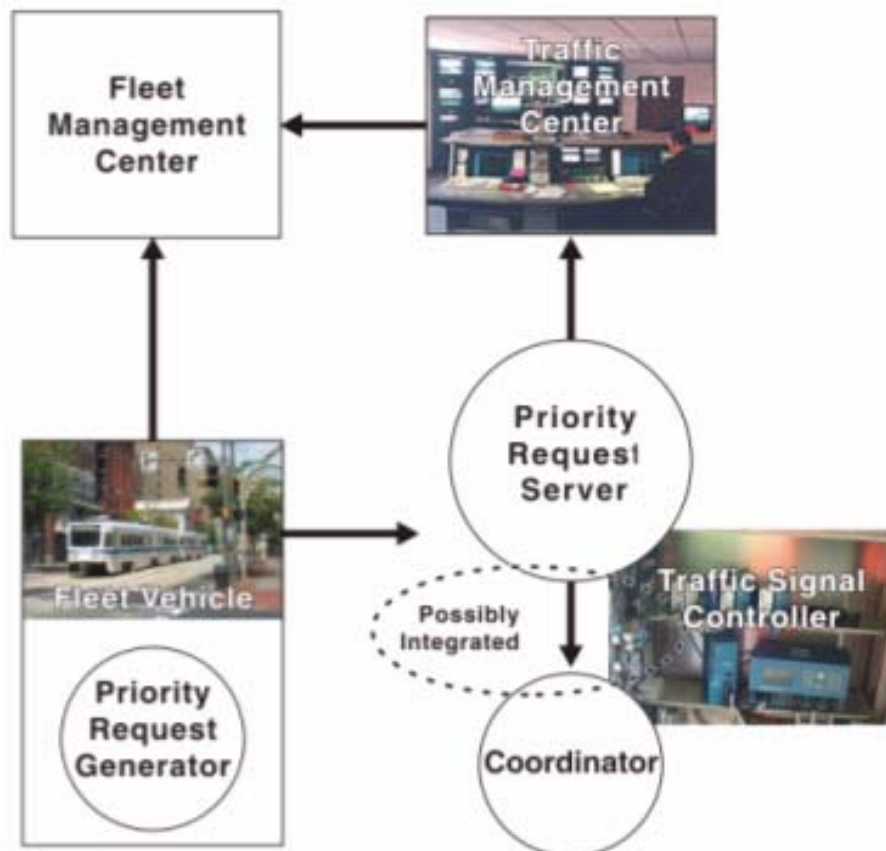 Fleet
Management
Center
Traffic
Management
Center
Priority
Request
Server
Fleet Vehicle
Possibly
Integrated
Traffic Signal
Controller
Priority
Request
Generator
Coordinator